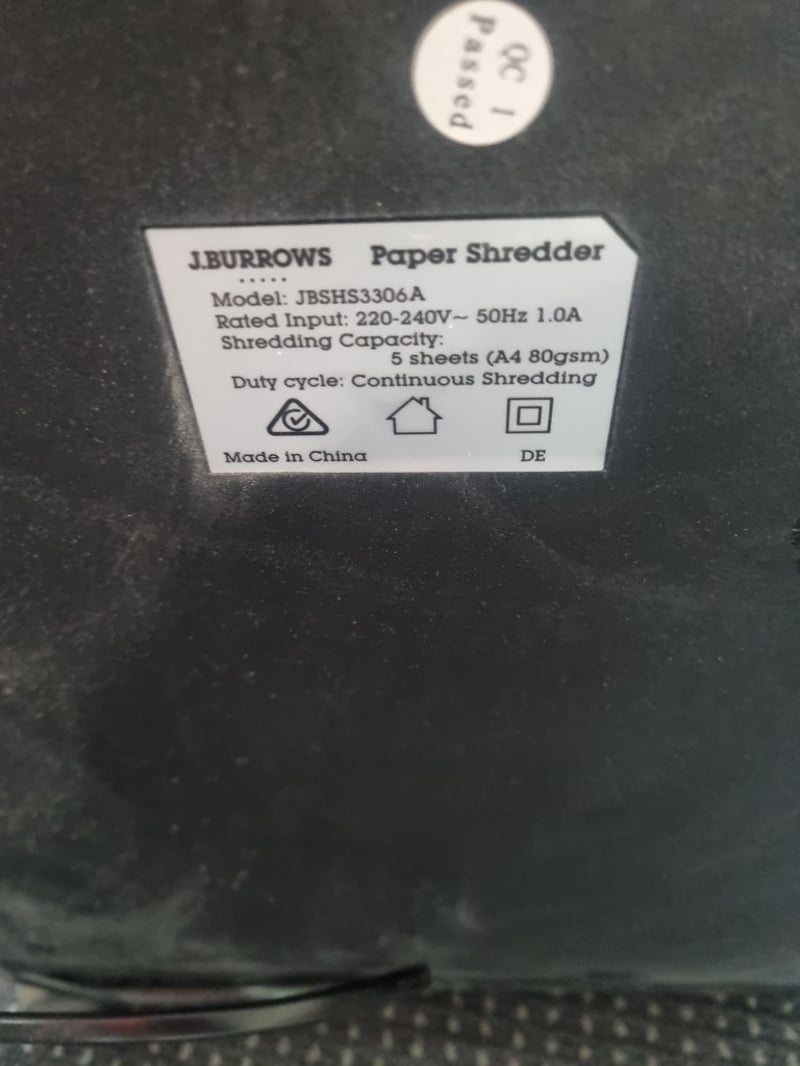 QC 1
Passed
J.BURROWS Paper Shredder
Model: JBSHS3306A
Rated Input: 220-240V~ 50Hz 1.0A
Shredding Capacity:
5 sheets (A4 80gsm)
Duty cycle: Continuous Shredding
Made in China DE